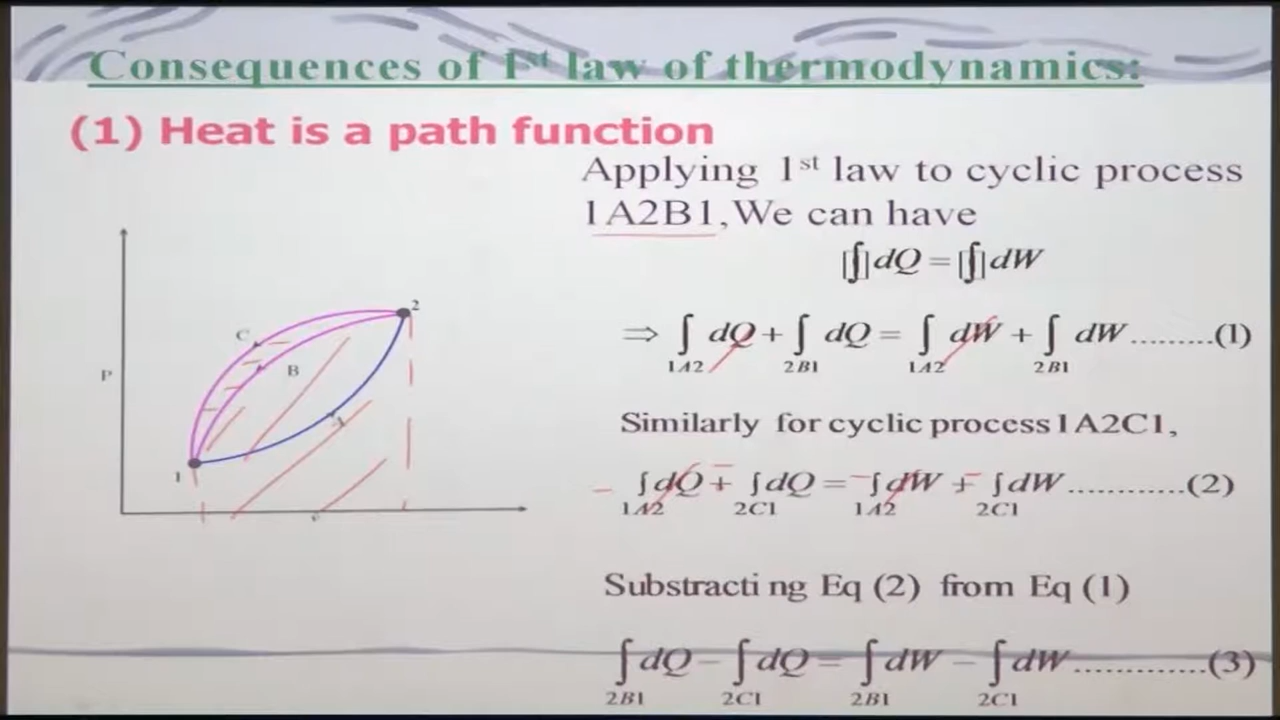 Consequences of 1st law of thermodynamics:
(1) Heat is a path function
Applying 1st law to cyclic process
1A2B1,We can have
[∮]dQ = [∮]dW
⇒ ∫ dQ + ∫ dQ = ∫ dW + ∫ dW.........(1)
1A2 2B1 1A2 2B1
Similarly for cyclic process 1A2C1,
− ∫dQ + − ∫dQ = − ∫dW + − ∫dW............(2)
1A2 2C1 1A2 2C1
Substracting Eq (2) from Eq (1)
∫dQ − ∫dQ = ∫dW − ∫dW.............(3)
2B1 2C1 2B1 2C1
2
C
B
P
A
1